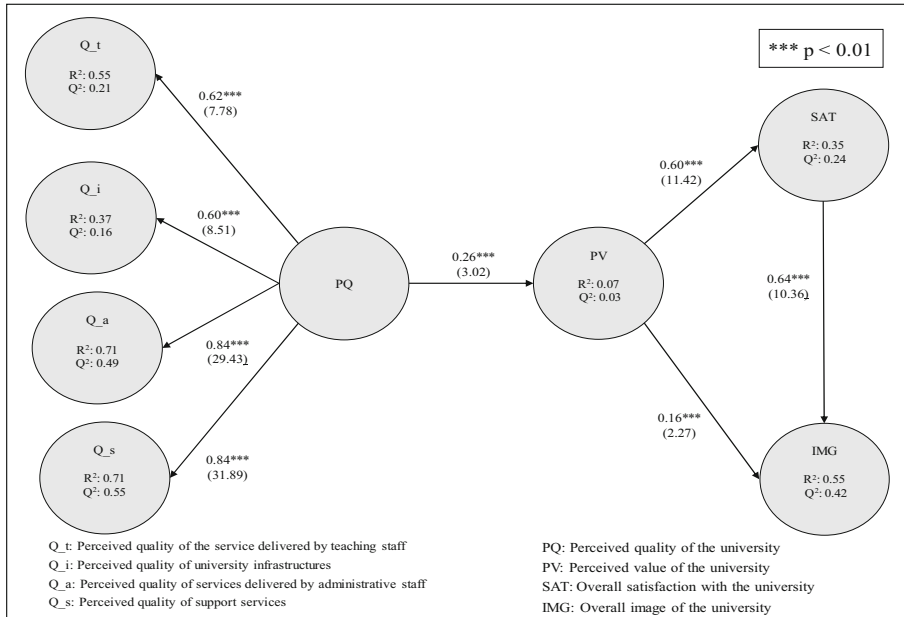 *** p < 0.01
Q_t
R²: 0.55
Q²: 0.21
0.62***
(7.78)
Q_i
R²: 0.37
Q²: 0.16
0.60***
(8.51)
Q_a
R²: 0.71
Q²: 0.49
0.84***
(29.43)
Q_s
R²: 0.71
Q²: 0.55
0.84***
(31.89)
PQ
0.26***
(3.02)
PV
R²: 0.07
Q²: 0.03
0.60***
(11.42)
SAT
R²: 0.35
Q²: 0.24
0.64***
(10.36)
0.16***
(2.27)
IMG
R²: 0.55
Q²: 0.42
Q_t: Perceived quality of the service delivered by teaching staff
Q_i: Perceived quality of university infrastructures
Q_a: Perceived quality of services delivered by administrative staff
Q_s: Perceived quality of support services
PQ: Perceived quality of the university
PV: Perceived value of the university
SAT: Overall satisfaction with the university
IMG: Overall image of the university